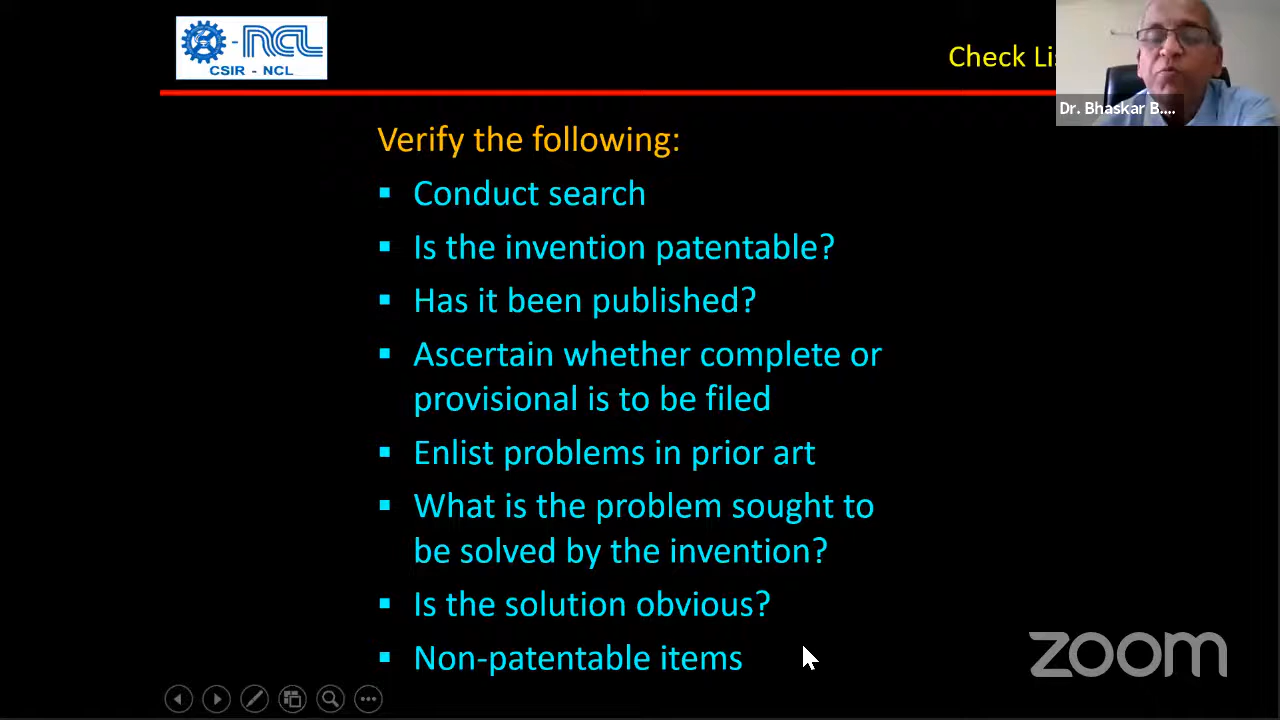 NCL
CSIR - NCL
Check Li
Dr. Bhaskar B....
Verify the following:
▪ Conduct search
▪ Is the invention patentable?
▪ Has it been published?
▪ Ascertain whether complete or
provisional is to be filed
▪ Enlist problems in prior art
▪ What is the problem sought to
be solved by the invention?
▪ Is the solution obvious?
▪ Non-patentable items
zoom